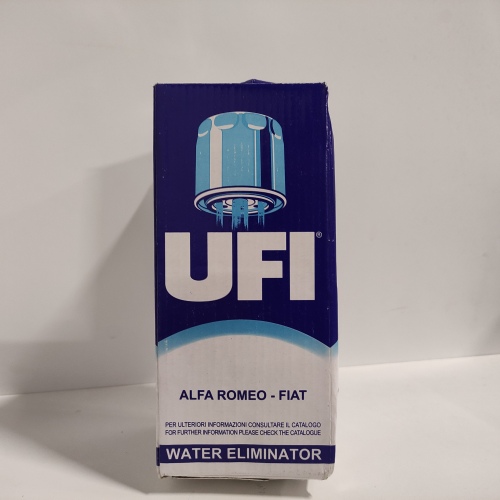 UFI®
ALFA ROMEO - FIAT
PER ULTERIORI INFORMAZIONI CONSULTARE IL CATALOGO
FOR FURTHER INFORMATION PLEASE CHECK THE CATALOGUE
WATER ELIMINATOR